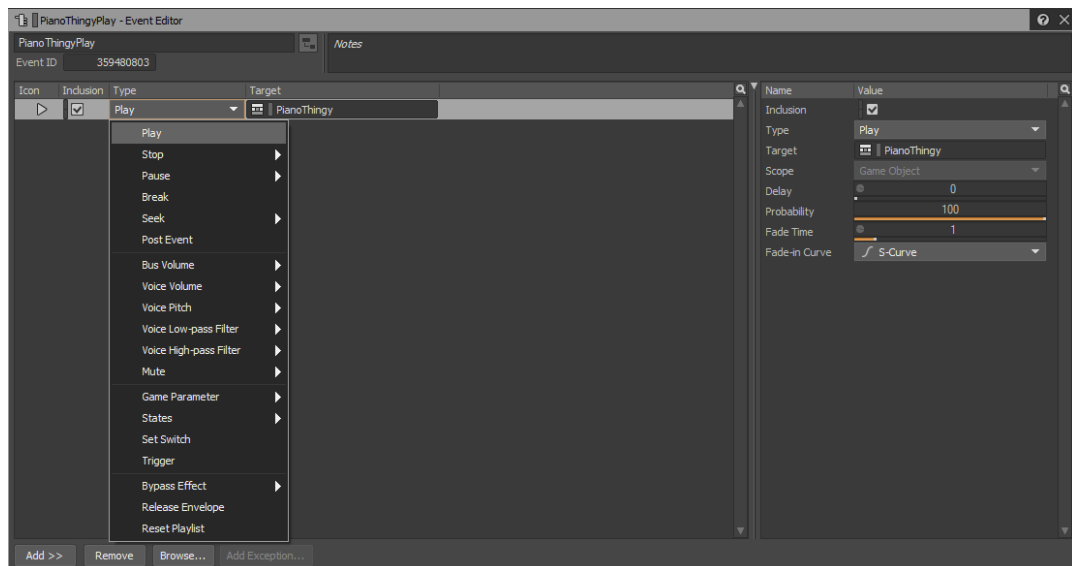 PianoThingyPlay - Event Editor
PianoThingyPlay
Notes
Event ID 359480803
Icon Inclusion Type Target
Name Value
Play PianoThingy
Inclusion
Type Play
Target PianoThingy
Scope Game Object
Delay 0
Probability 100
Fade Time 1
Fade-in Curve S-Curve
Play
Stop
Pause
Break
Seek
Post Event
Bus Volume
Voice Volume
Voice Pitch
Voice Low-pass Filter
Voice High-pass Filter
Mute
Game Parameter
States
Set Switch
Trigger
Bypass Effect
Release Envelope
Reset Playlist
Add >> Remove Browse... Add Exception...